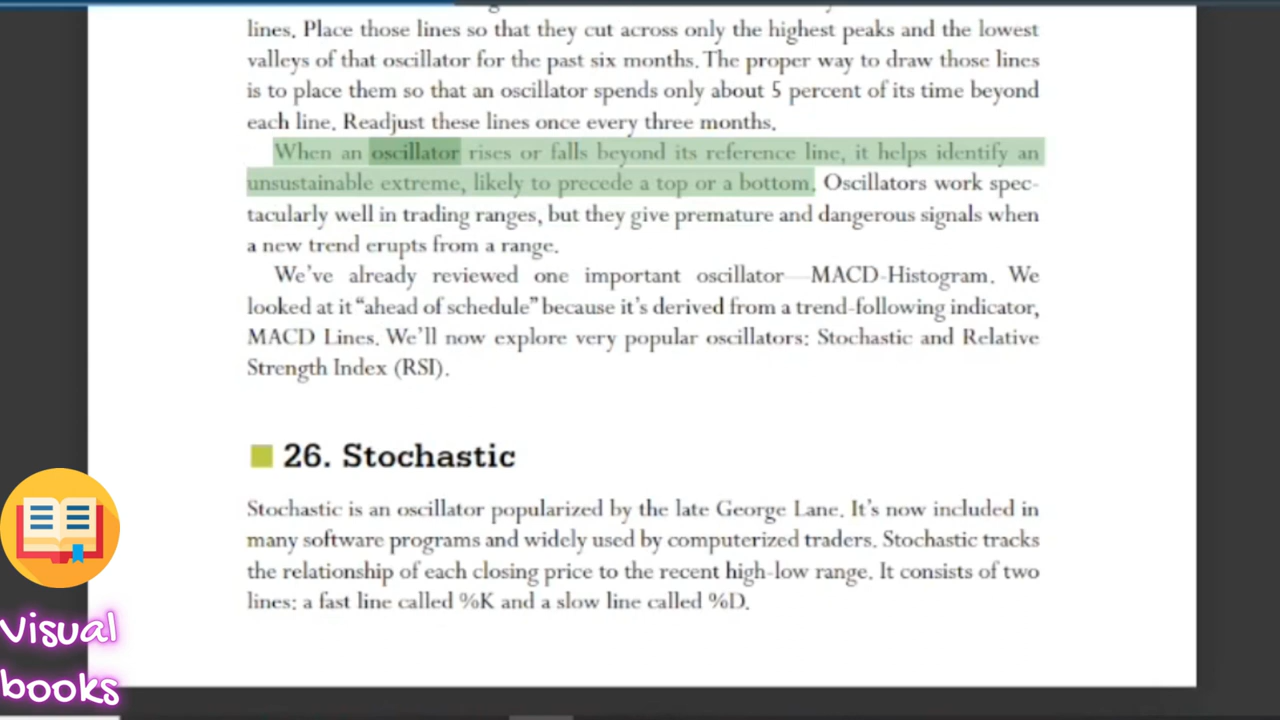 lines. Place those lines so that they cut across only the highest peaks and the lowest
valleys of that oscillator for the past six months. The proper way to draw those lines
is to place them so that an oscillator spends only about 5 percent of its time beyond
each line. Readjust these lines once every three months.
When an oscillator rises or falls beyond its reference line, it helps identify an
unsustainable extreme, likely to precede a top or a bottom. Oscillators work spec-
tacularly well in trading ranges, but they give premature and dangerous signals when
a new trend erupts from a range.
We've already reviewed one important oscillator—MACD-Histogram. We
looked at it “ahead of schedule” because it's derived from a trend-following indicator,
MACD Lines. We'll now explore very popular oscillators: Stochastic and Relative
Strength Index (RSI).
26. Stochastic
Stochastic is an oscillator popularized by the late George Lane. It's now included in
many software programs and widely used by computerized traders. Stochastic tracks
the relationship of each closing price to the recent high-low range. It consists of two
lines: a fast line called %K and a slow line called %D.
Visual
books